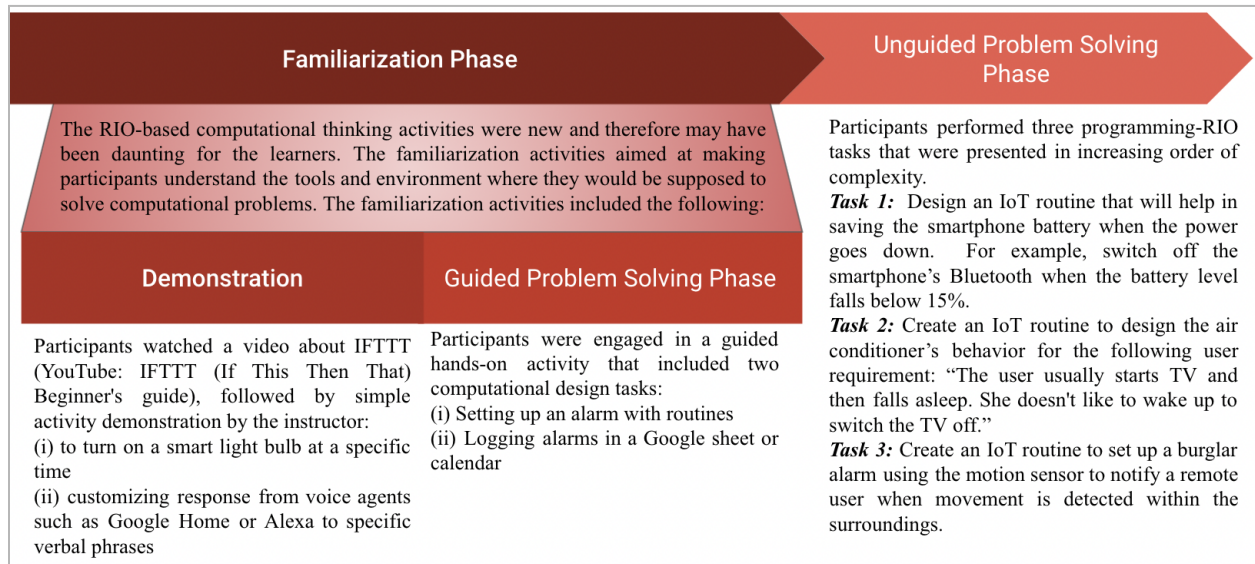 Familiarization Phase
Unguided Problem Solving
Phase
The RIO-based computational thinking activities were new and therefore may have
been daunting for the learners. The familiarization activities aimed at making
participants understand the tools and environment where they would be supposed to
solve computational problems. The familiarization activities included the following:
Demonstration
Participants watched a video about IFTTT
(YouTube: IFTTT (If This Then That)
Beginner's guide), followed by simple
activity demonstration by the instructor:
(i) to turn on a smart light bulb at a specific
time
(ii) customizing response from voice agents
such as Google Home or Alexa to specific
verbal phrases
Guided Problem Solving Phase
Participants were engaged in a guided
hands-on activity that included two
computational design tasks:
(i) Setting up an alarm with routines
(ii) Logging alarms in a Google sheet or
calendar
Participants performed three programming-RIO
tasks that were presented in increasing order of
complexity.
Task 1: Design an IoT routine that will help in
saving the smartphone battery when the power
goes down. For example, switch off the
smartphone’s Bluetooth when the battery level
falls below 15%.
Task 2: Create an IoT routine to design the air
conditioner’s behavior for the following user
requirement: “The user usually starts TV and
then falls asleep. She doesn't like to wake up to
switch the TV off.”
Task 3: Create an IoT routine to set up a burglar
alarm using the motion sensor to notify a remote
user when movement is detected within the
surroundings.